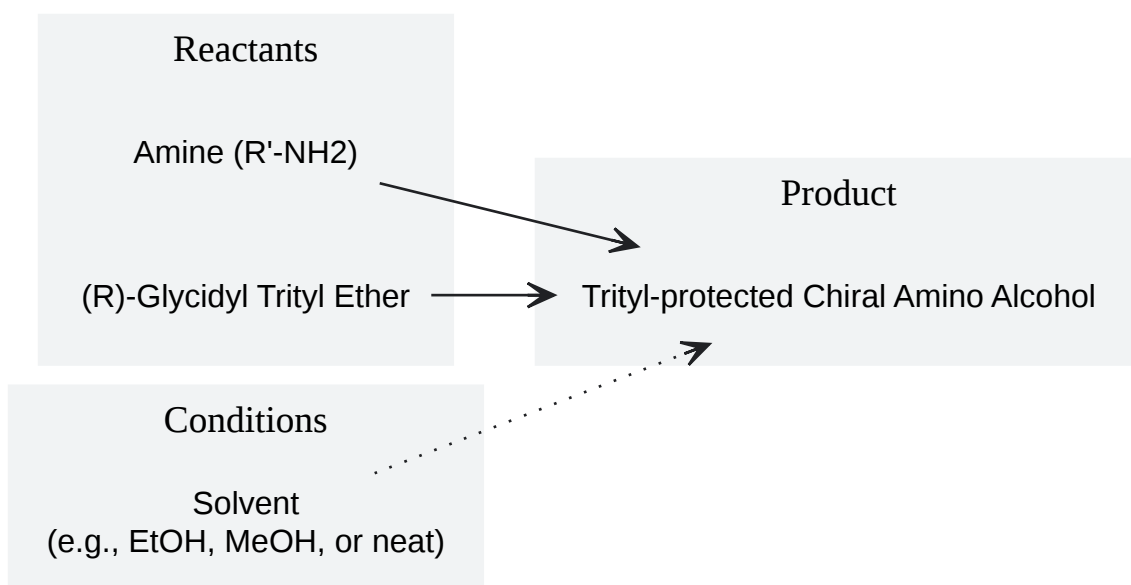 Reactants
Amine (R'-NH2)
(R)-Glycidyl Trityl Ether
Product
Trityl-protected Chiral Amino Alcohol
Conditions
Solvent
(e.g., EtOH, MeOH, or neat)